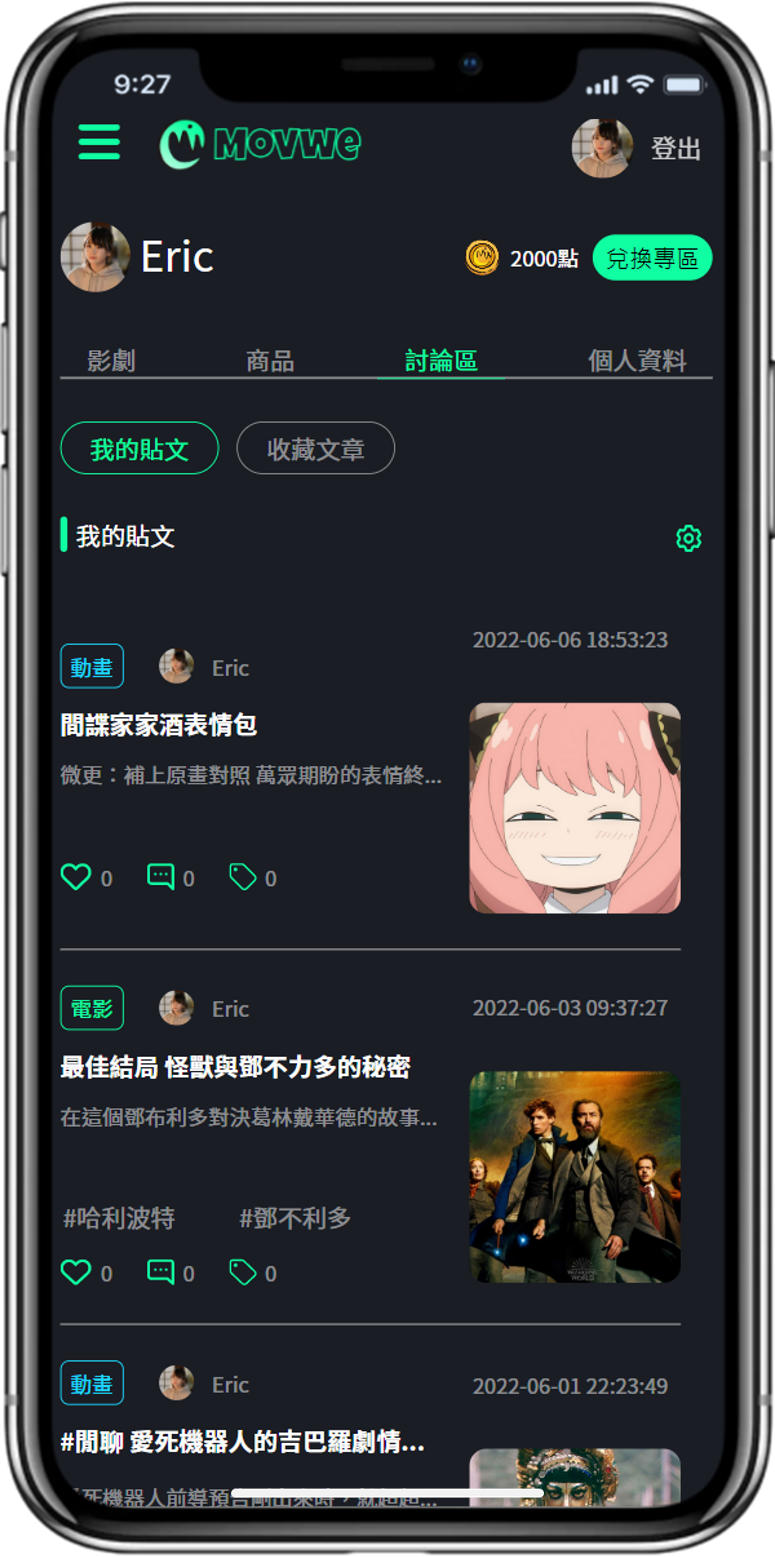 9:27
MOVWE
登出
Eric
2000點
兌換專區
影劇
商品
討論區
個人資料
我的貼文
收藏文章
我的貼文
2022-06-06 18:53:23
動畫
Eric
間諜家家酒表情包
微更：補上原畫對照 萬眾期盼的表情終...
0
0
0
電影
Eric
2022-06-03 09:37:27
最佳結局 怪獸與鄧不力多的秘密
在這個鄧布利多對決葛林戴華德的故事...
#哈利波特
#鄧不利多
0
0
0
動畫
Eric
2022-06-01 22:23:49
#閒聊 愛死機器人的吉巴羅劇情...
死機器人前導預告剛出來時，就超超...